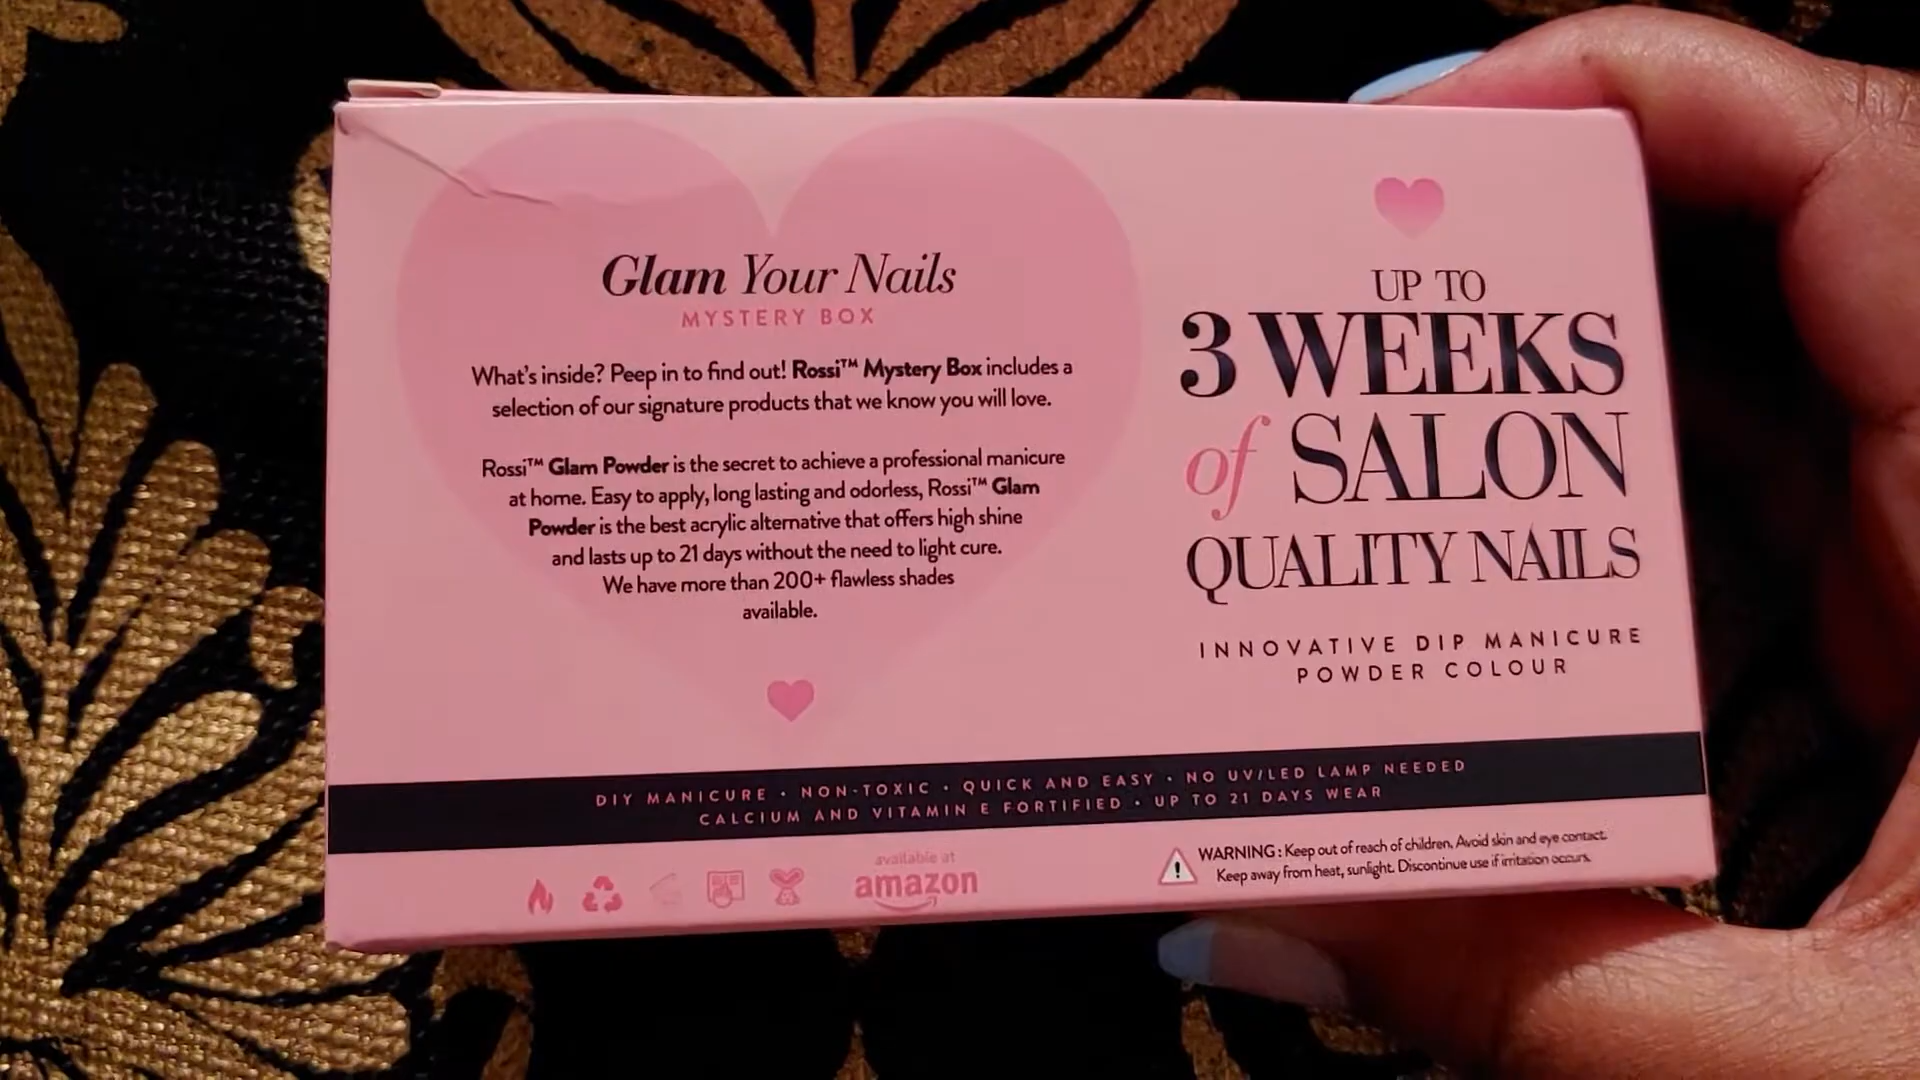 Glam Your Nails
MYSTERY BOX
What's inside? Peep in to find out! Rossi™ Mystery Box includes a
selection of our signature products that we know you will love.
Rossi™ Glam Powder is the secret to achieve a professional manicure
at home. Easy to apply, long lasting and odorless, Rossi™ Glam
Powder is the best acrylic alternative that offers high shine
and lasts up to 21 days without the need to light cure.
We have more than 200+ flawless shades
available.
UP TO
3 WEEKS
of SALON
QUALITY NAILS
INNOVATIVE DIP MANICURE
POWDER COLOUR
DIY MANICURE • NON-TOXIC • QUICK AND EASY • NO UV/LED LAMP NEEDED
CALCIUM AND VITAMIN E FORTIFIED • UP TO 21 DAYS WEAR
available at
amazon
WARNING: Keep out of reach of children. Avoid skin and eye contact.
Keep away from heat, sunlight. Discontinue use if irritation occurs.